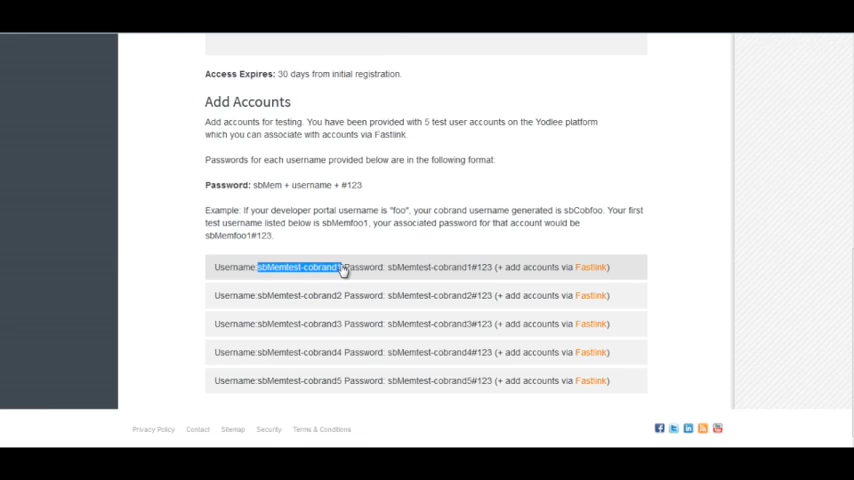 Access Expires: 30 days from initial registration.
Add Accounts
Add accounts for testing. You have been provided with 5 test user accounts on the Yodlee platform
which you can associate with accounts via Fastlink.
Passwords for each username provided below are in the following format:
Password: sbMem + username + #123
Example: If your developer portal username is "foo", your cobrand username generated is sbCobfoo. Your first
test username listed below is sbMemfoo1, your associated password for that account would be
sbMemfoo1#123.
Username:sbMemtest-cobrand1 Password: sbMemtest-cobrand1#123 (+ add accounts via Fastlink)
Username:sbMemtest-cobrand2 Password: sbMemtest-cobrand2#123 (+ add accounts via Fastlink)
Username:sbMemtest-cobrand3 Password: sbMemtest-cobrand3#123 (+ add accounts via Fastlink)
Username:sbMemtest-cobrand4 Password: sbMemtest-cobrand4#123 (+ add accounts via Fastlink)
Username:sbMemtest-cobrand5 Password: sbMemtest-cobrand5#123 (+ add accounts via Fastlink)
Privacy Policy Contact Sitemap Security Terms & Conditions